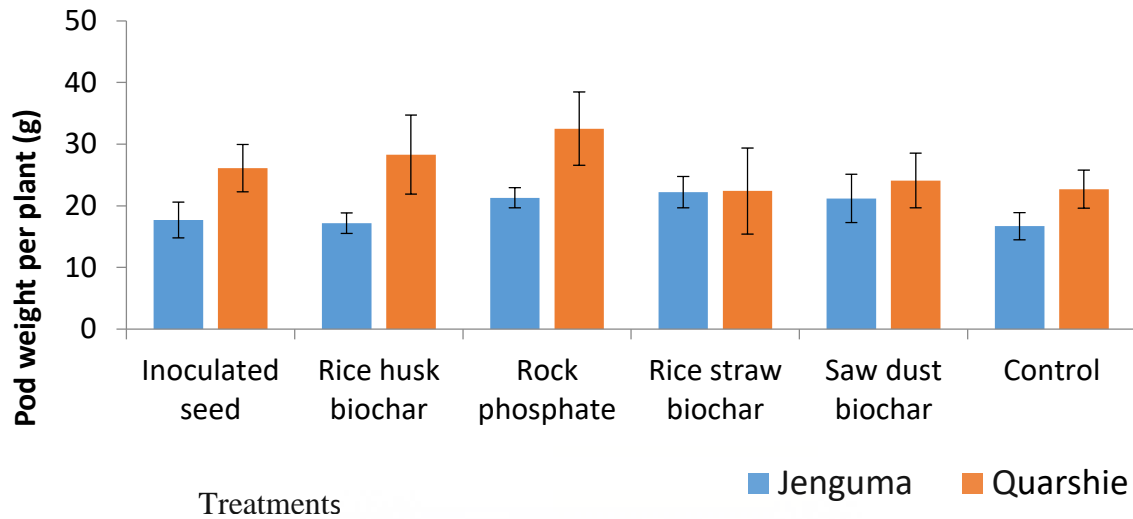 Pod weight per plant (g)
50
40
30
20
10
0
Inoculated
seed
Rice husk
biochar
Rock
phosphate
Rice straw
biochar
Saw dust
biochar
Control
Treatments
Jenguma
Quarshie